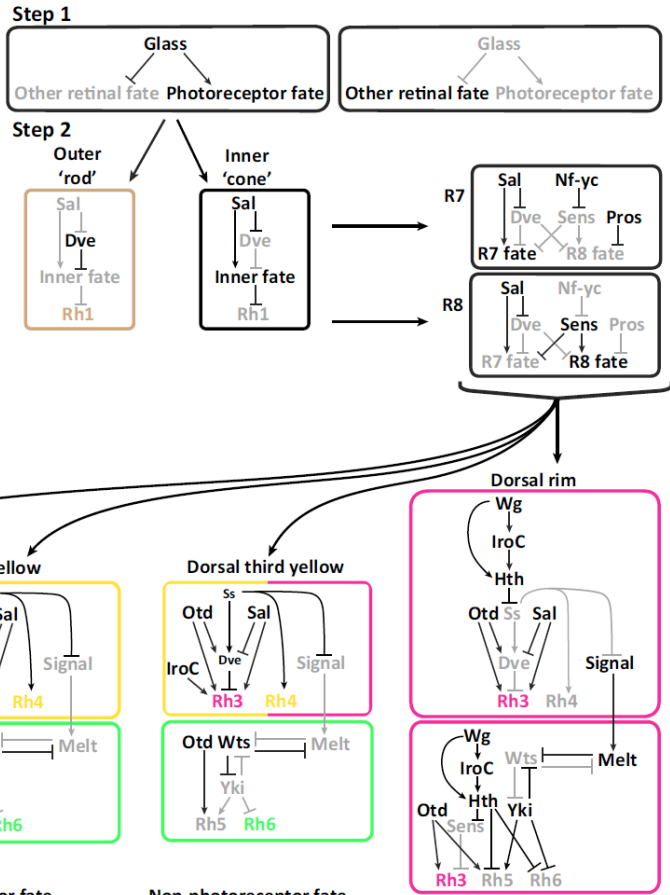 Step 1
Glass
Other retinal fate Photoreceptor fate
Glass
Other retinal fate Photoreceptor fate
Step 2
Outer
‘rod’
Sal
Dve
Inner fate
Rh1
Inner
‘cone’
Sal
Dve
Inner fate
Rh1
R7
Sal Nf-yc
Dve Sens Pros
R7 fate R8 fate
R8
Sal Nf-yc
Dve Sens Pros
R7 fate R8 fate
ellow
Sal
Signal
Rh4
Melt
Rh6
Dorsal third yellow
Ss
Otd Sal
Dve Signal
IroC
Rh3 Rh4
Otd Wts Melt
Yki
Rh5 Rh6
Dorsal rim
Wg
IroC
Hth
Otd Ss Sal
Dve Signal
Rh3 Rh4
Wg
Wts Melt
IroC
Hth
Otd Yki
Sens
Rh3 Rh5 Rh6
or fate
Non-photoreceptor fate